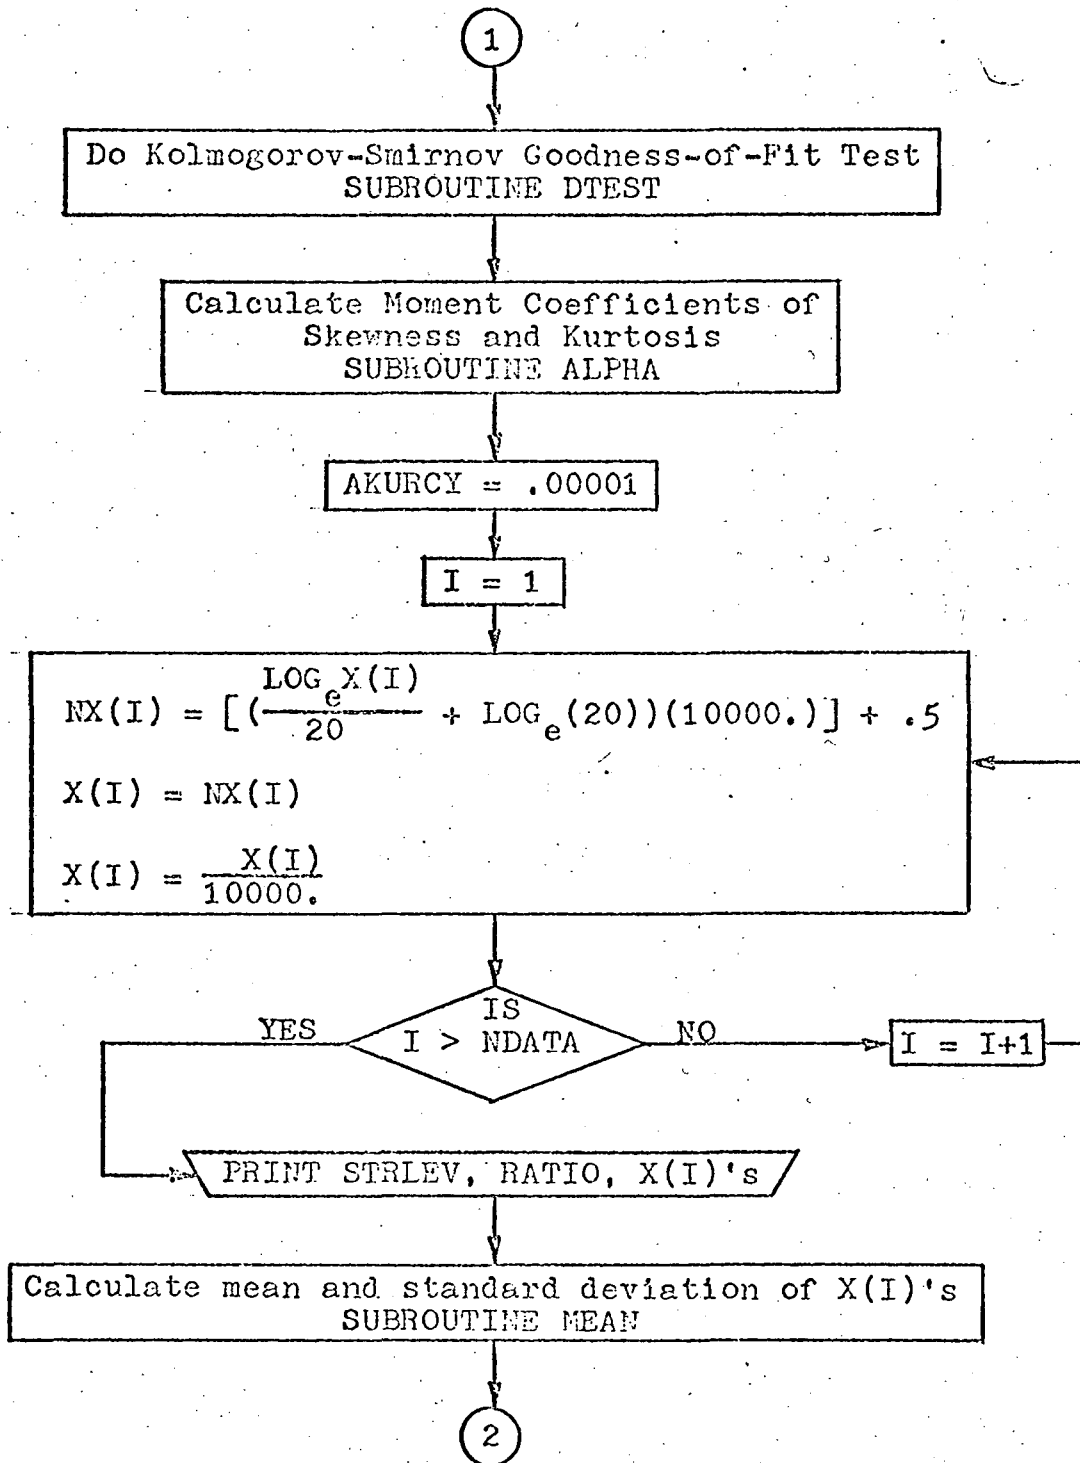 1
Do Kolmogorov-Smirnov Goodness-of-Fit Test
SUBROUTINE DTEST
Calculate Moment Coefficients of
Skewness and Kurtosis
SUBROUTINE ALPHA
AKURCY = .00001
I = 1
NX(I) = [(LOG_e X(I)/20 + LOG_e(20))(10000.)] + .5
X(I) = NX(I)
X(I) = X(I)/10000.
IS
YES I > NDATA NO I = I+1
PRINT STRLEV, RATIO, X(I)'s
Calculate mean and standard deviation of X(I)'s
SUBROUTINE MEAN
2